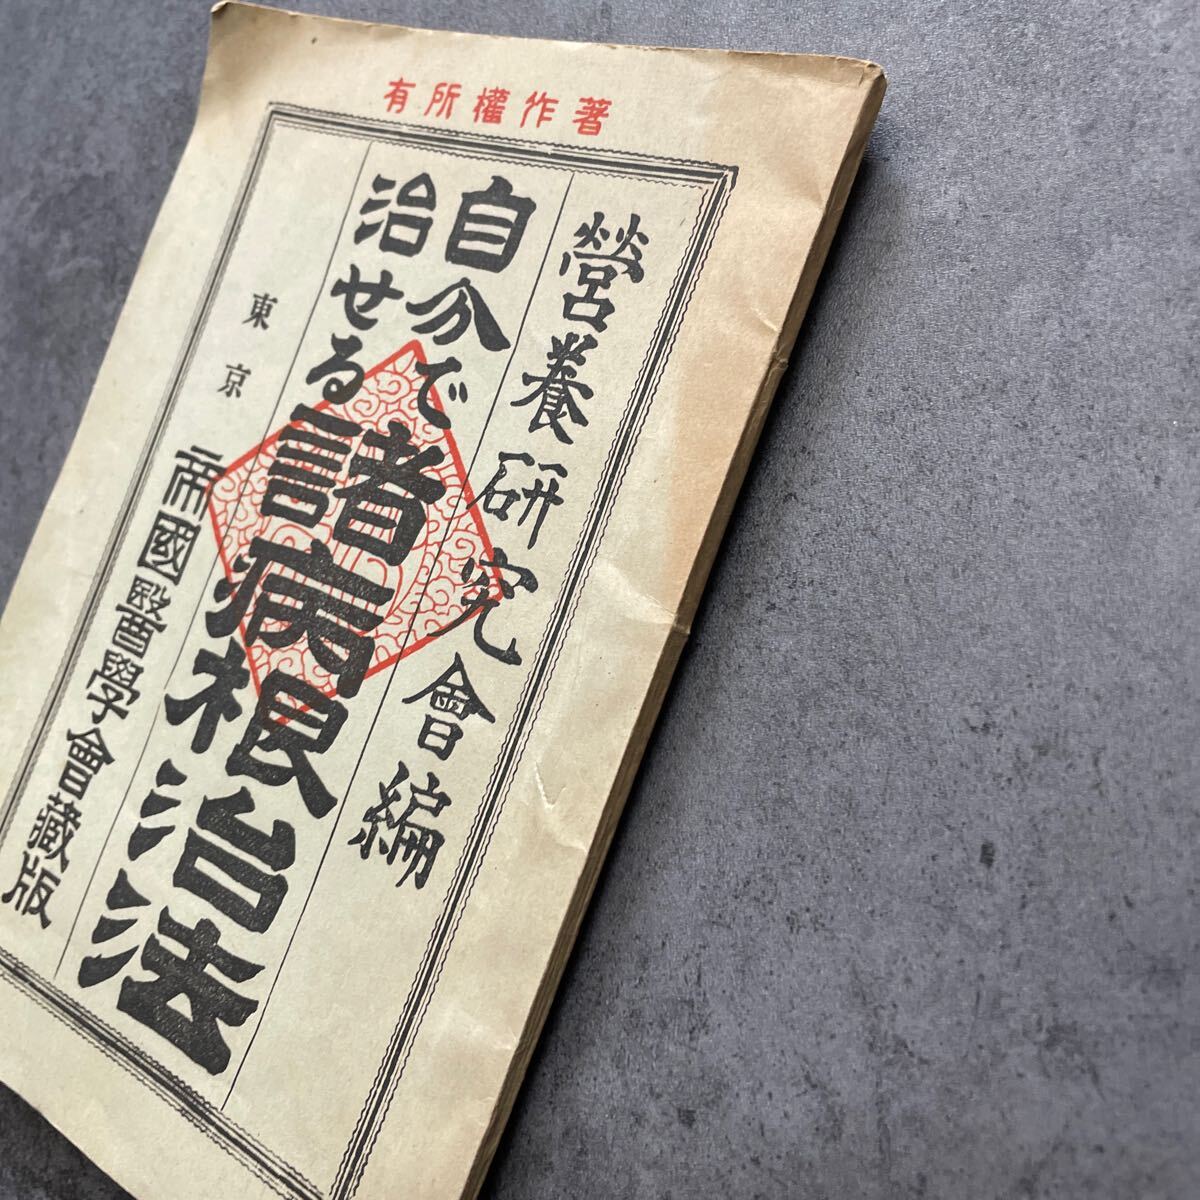 著作權所有
營養硏究會編
自分で治せる
諸病根治法
東京
帝國醫學會藏版